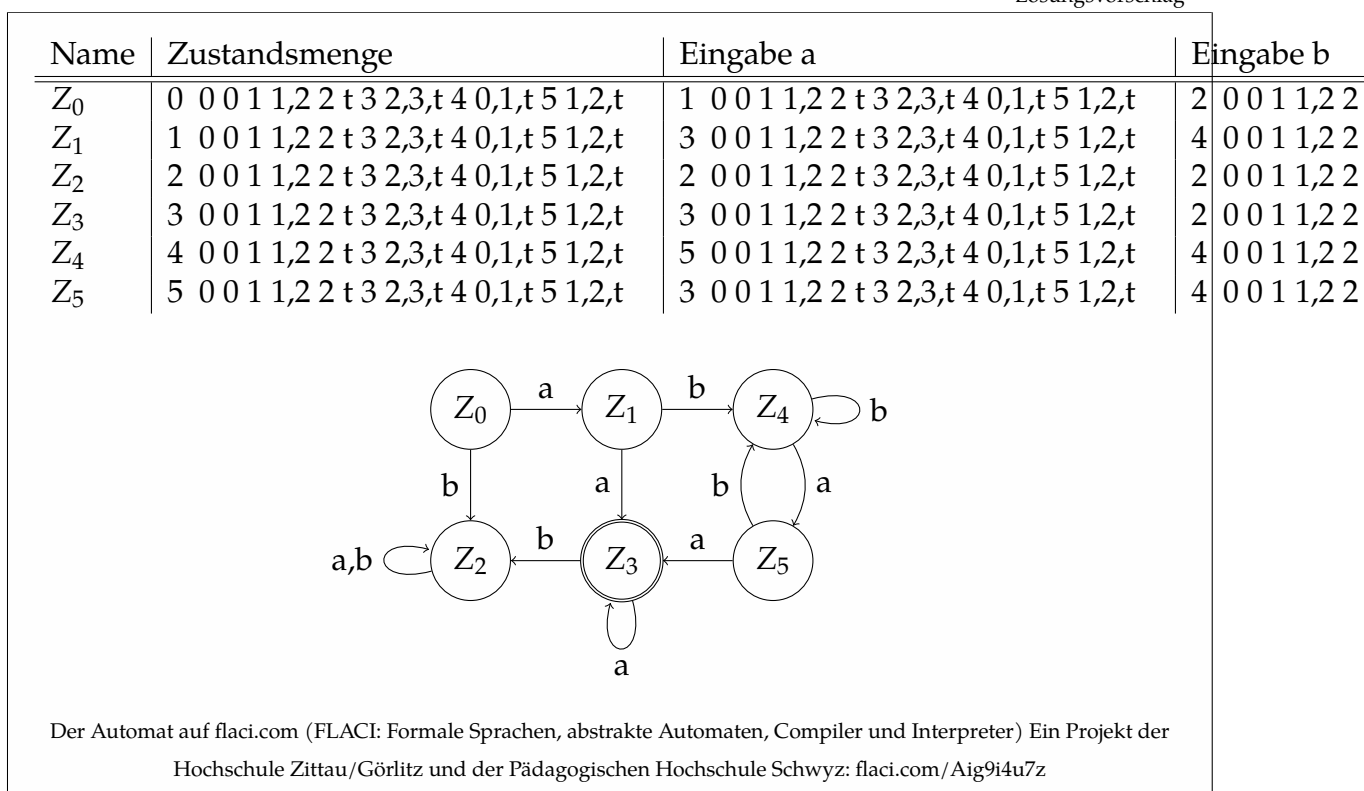 Lösungsvorschlag
Name Zustandsmenge Eingabe a Eingabe b
Z0 0 0 0 1 1,2 2 t 3 2,3,t 4 0,1,t 5 1,2,t 1 0 0 1 1,2 2 t 3 2,3,t 4 0,1,t 5 1,2,t 2 0 0 1 1,2 2
Z1 1 0 0 1 1,2 2 t 3 2,3,t 4 0,1,t 5 1,2,t 3 0 0 1 1,2 2 t 3 2,3,t 4 0,1,t 5 1,2,t 4 0 0 1 1,2 2
Z2 2 0 0 1 1,2 2 t 3 2,3,t 4 0,1,t 5 1,2,t 2 0 0 1 1,2 2 t 3 2,3,t 4 0,1,t 5 1,2,t 2 0 0 1 1,2 2
Z3 3 0 0 1 1,2 2 t 3 2,3,t 4 0,1,t 5 1,2,t 3 0 0 1 1,2 2 t 3 2,3,t 4 0,1,t 5 1,2,t 2 0 0 1 1,2 2
Z4 4 0 0 1 1,2 2 t 3 2,3,t 4 0,1,t 5 1,2,t 5 0 0 1 1,2 2 t 3 2,3,t 4 0,1,t 5 1,2,t 4 0 0 1 1,2 2
Z5 5 0 0 1 1,2 2 t 3 2,3,t 4 0,1,t 5 1,2,t 3 0 0 1 1,2 2 t 3 2,3,t 4 0,1,t 5 1,2,t 4 0 0 1 1,2 2
a b
Z0 Z1 Z4 b
b a b a
b a
a,b Z2 Z3 Z5
a
Der Automat auf flaci.com (FLACI: Formale Sprachen, abstrakte Automaten, Compiler und Interpreter) Ein Projekt der
Hochschule Zittau/Görlitz und der Pädagogischen Hochschule Schwyz: flaci.com/Aig9i4u7z